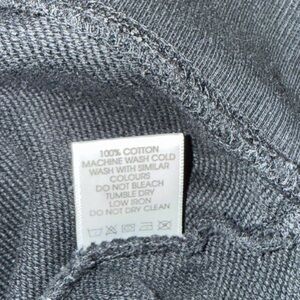 100% COTTON
MACHINE WASH COLD
WASH WITH SIMILAR
COLOURS
DO NOT BLEACH
TUMBLE DRY
LOW IRON
DO NOT DRY CLEAN